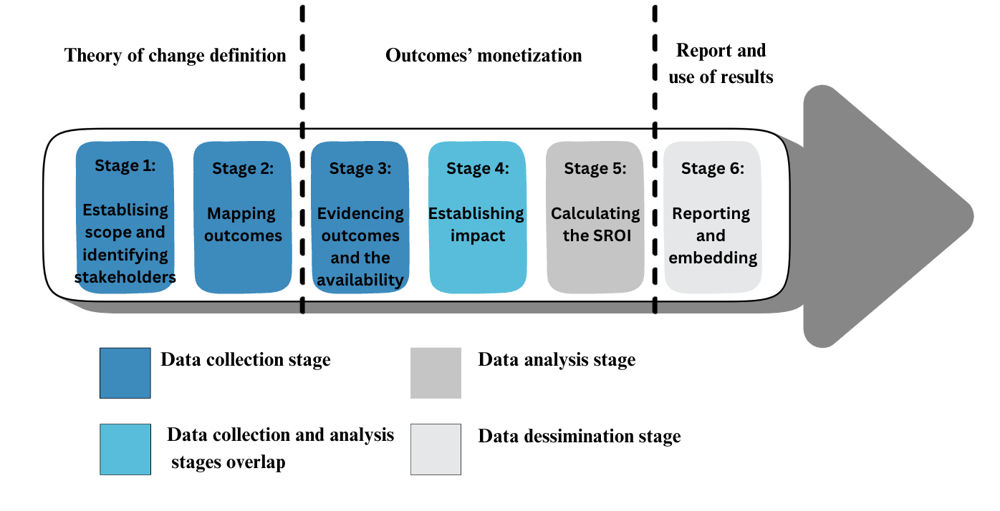 Theory of change definition
Outcomes’ monetization
Report and
use of results
Stage 1:
Establising
scope and
identifying
stakeholders
Stage 2:
Mapping
outcomes
Stage 3:
Evidencing
outcomes
and the
availability
Stage 4:
Establishing
impact
Stage 5:
Calculating
the SROI
Stage 6:
Reporting
and
embedding
Data collection stage
Data analysis stage
Data collection and analysis
stages overlap
Data dessimination stage